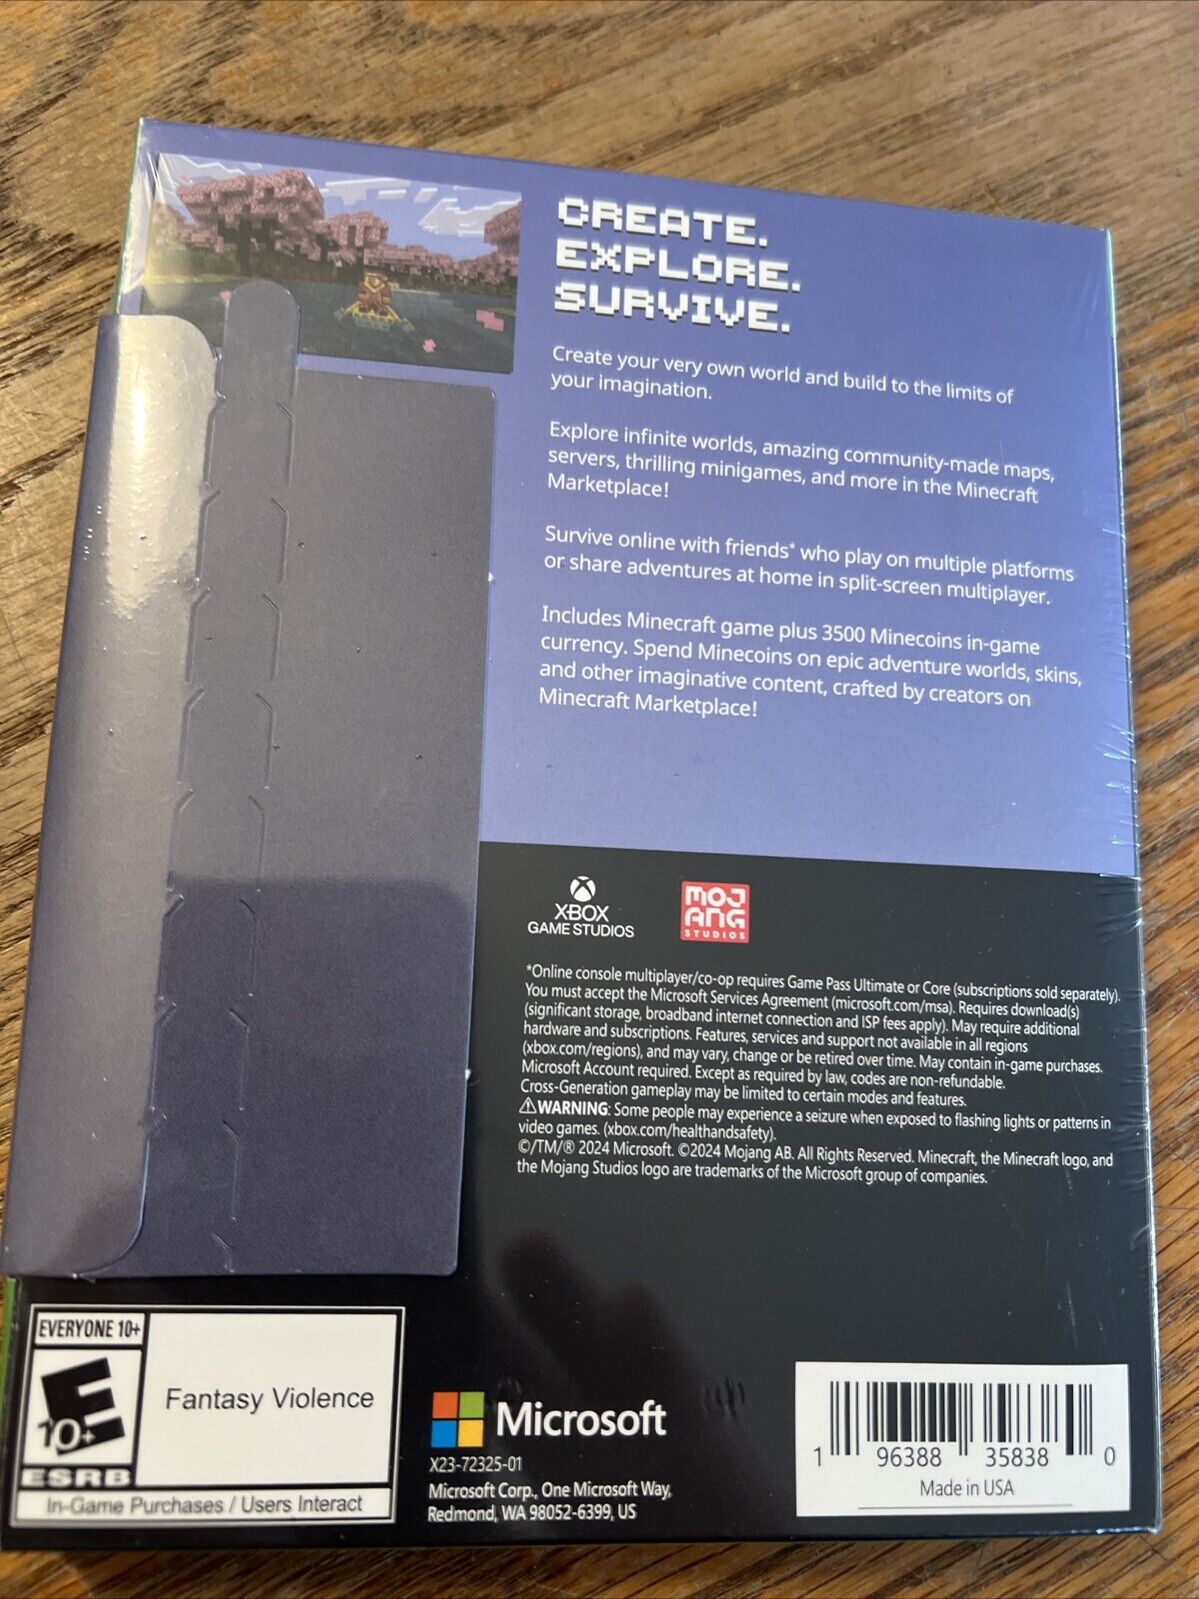 CREATE.
EXPLORE.
SURVIVE.
Create your very own world and build to the limits of
your imagination.
Explore infinite worlds, amazing community-made maps,
servers, thrilling minigames, and more in the Minecraft
Marketplace!
Survive online with friends* who play on multiple platforms
or share adventures at home in split-screen multiplayer.
Includes Minecraft game plus 3500 Minecoins in-game
currency. Spend Minecoins on epic adventure worlds, skins,
and other imaginative content, crafted by creators on
Minecraft Marketplace!
XBOX
GAME STUDIOS
MOJ
ANG
STUDIOS
*Online console multiplayer/co-op requires Game Pass Ultimate or Core (subscriptions sold separately).
You must accept the Microsoft Services Agreement (microsoft.com/msa). Requires download(s)
(significant storage, broadband internet connection and ISP fees apply). May require additional
hardware and subscriptions. Features, services and support not available in all regions
(xbox.com/regions), and may vary, change or be retired over time. May contain in-game purchases.
Microsoft Account required. Except as required by law, codes are non-refundable.
Cross-Generation gameplay may be limited to certain modes and features.
⚠WARNING: Some people may experience a seizure when exposed to flashing lights or patterns in
video games. (xbox.com/healthandsafety).
©/TM/® 2024 Microsoft. ©2024 Mojang AB. All Rights Reserved. Minecraft, the Minecraft logo, and
the Mojang Studios logo are trademarks of the Microsoft group of companies.
EVERYONE 10+
E
10+
ESRB
Fantasy Violence
In-Game Purchases / Users Interact
Microsoft
X23-72325-01
Microsoft Corp., One Microsoft Way,
Redmond, WA 98052-6399, US
1 96388 35838 0
Made in USA